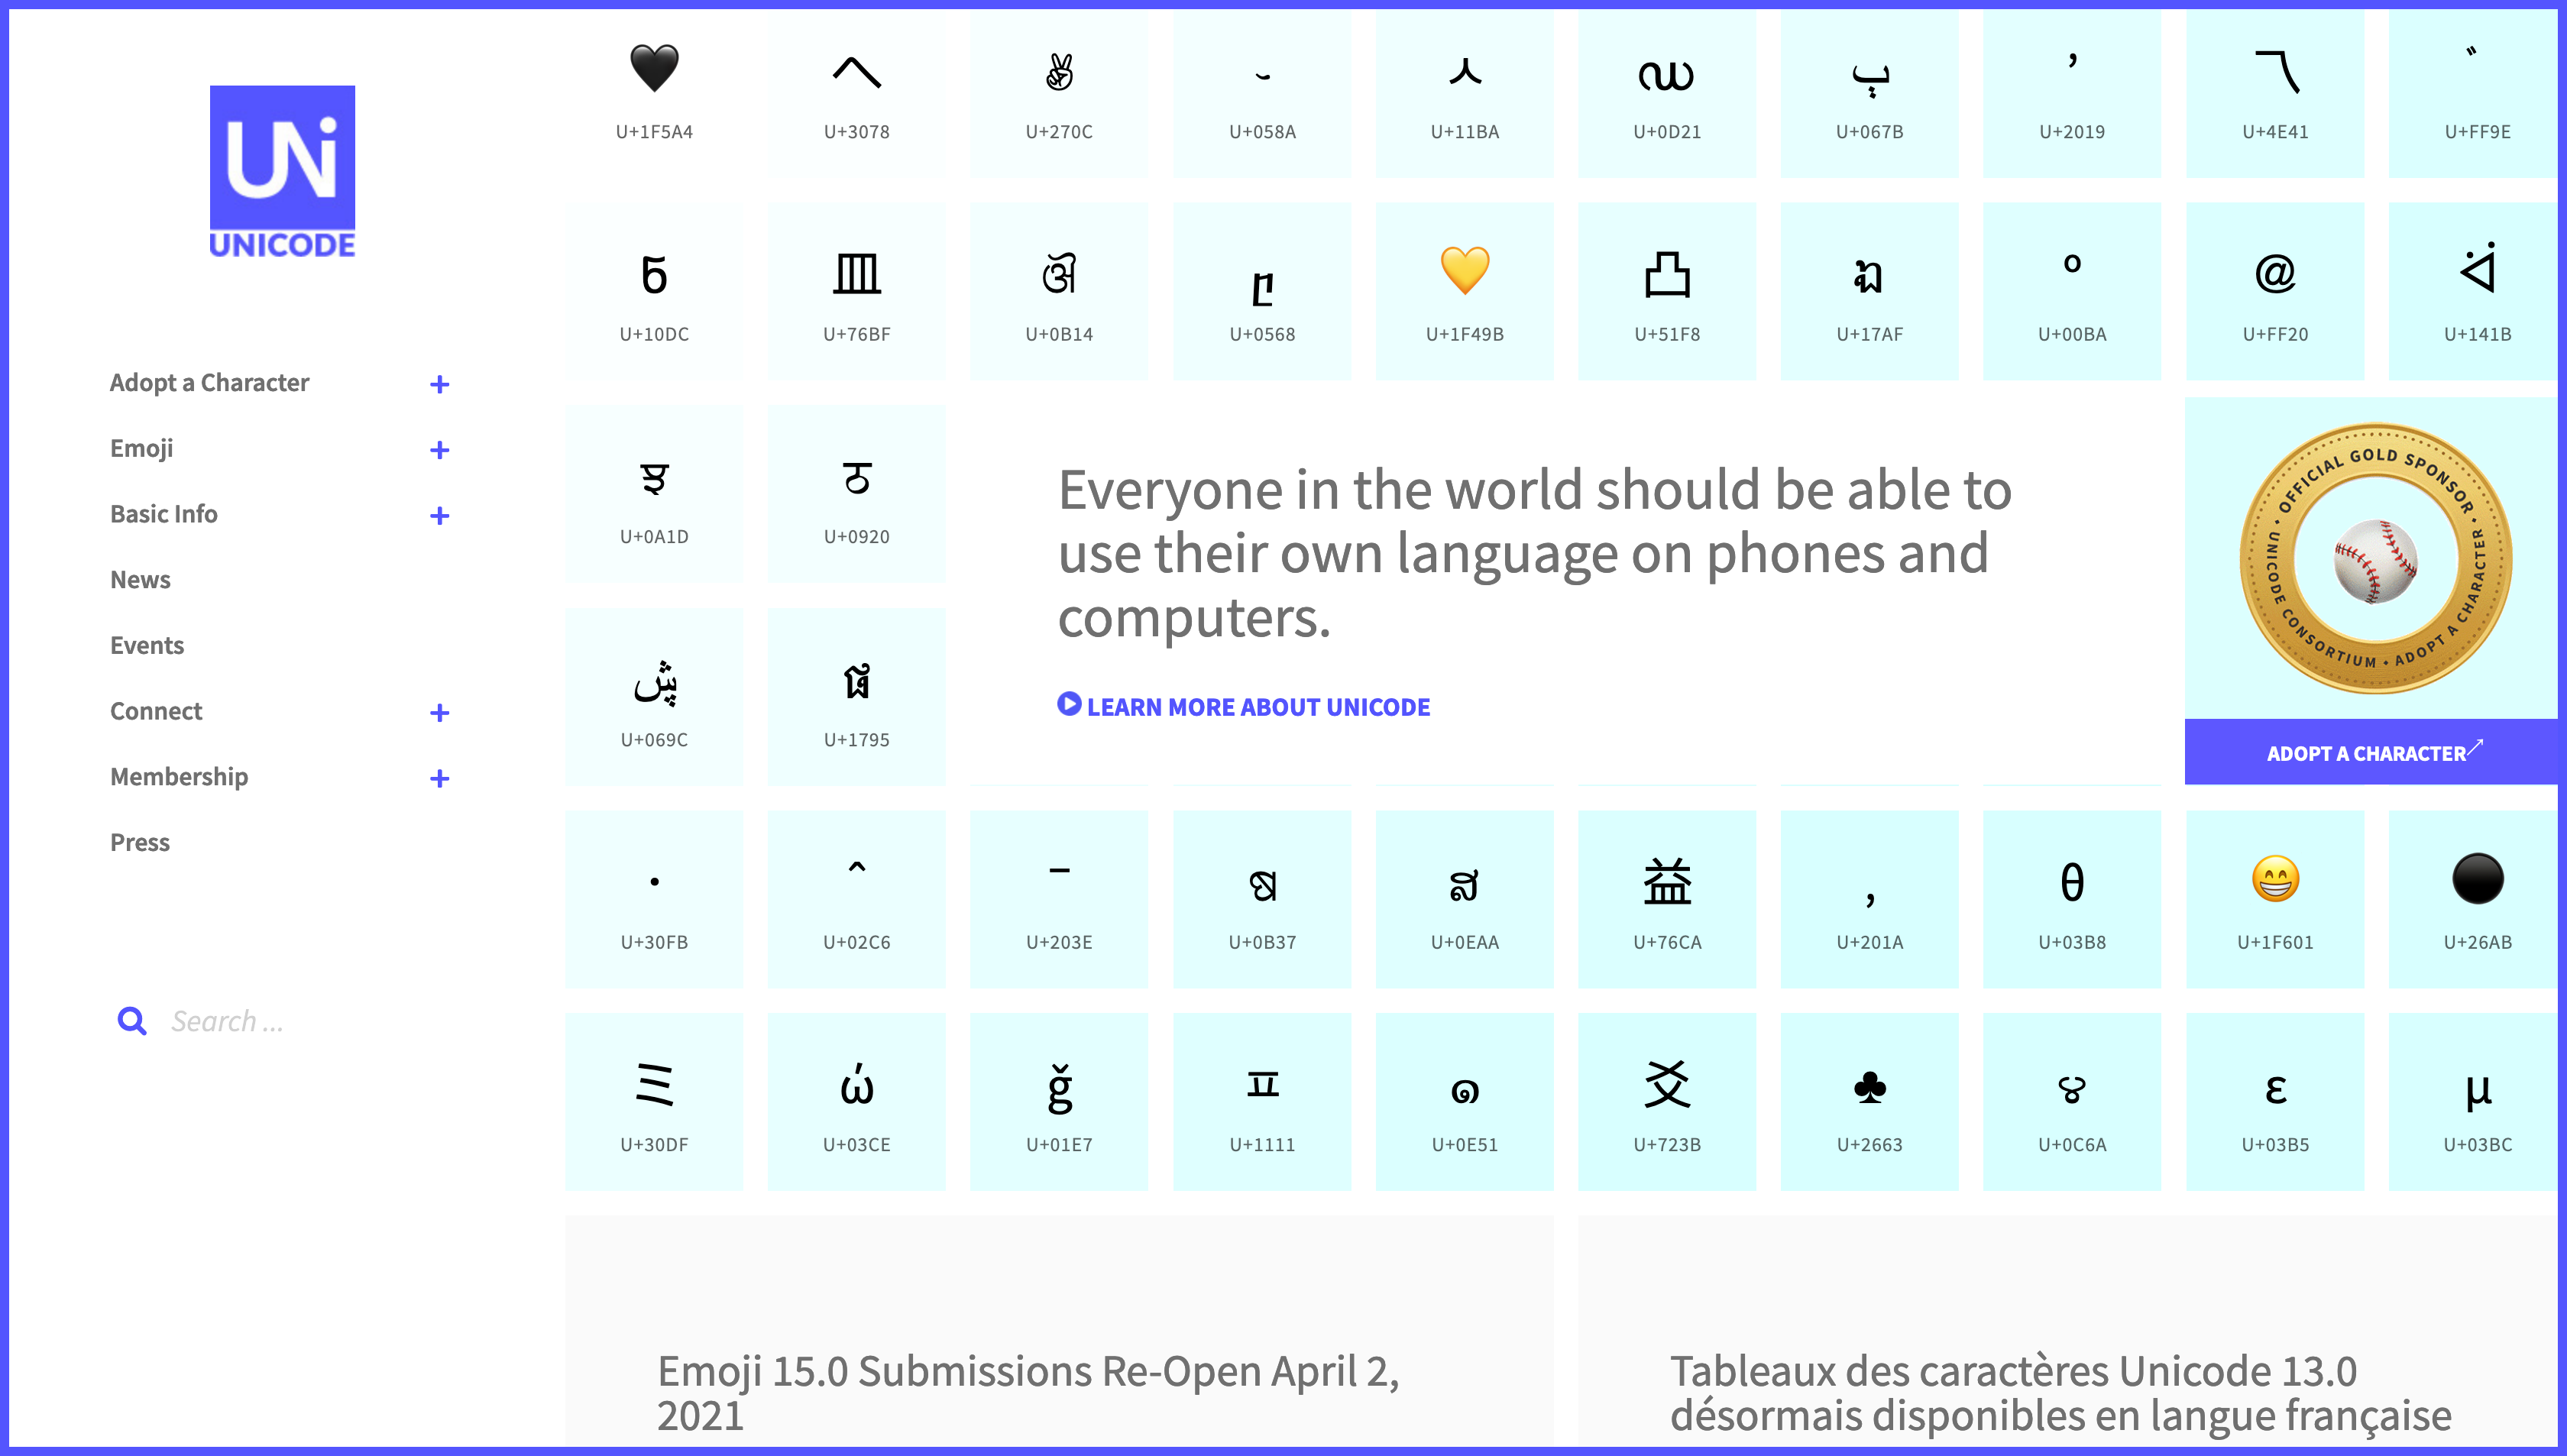 UNi
UNICODE
Adopt a Character +
Emoji +
Basic Info +
News
Events
Connect +
Membership +
Press
Search ...
🖤 へ ✌ ֊ ᆺ ഡ ٻ ’ 乁 ﾞ
U+1F5A4 U+3078 U+270C U+058A U+11BA U+0D21 U+067B U+2019 U+4E41 U+FF9E
ნ 皿 ଔ ը 💛 凸 ឯ º ＠ ᐛ
U+10DC U+76BF U+0B14 U+0568 U+1F49B U+51F8 U+17AF U+00BA U+FF20 U+141B
ਝ ठ
U+0A1D U+0920
ڜ ផ
U+069C U+1795
Everyone in the world should be able to
use their own language on phones and
computers.
LEARN MORE ABOUT UNICODE
• OFFICIAL GOLD SPONSOR •
UNICODE CONSORTIUM • ADOPT A CHARACTER
⚾
ADOPT A CHARACTER↗
・ ˆ ‾ ଷ ສ 益 ‚ θ 😁 ⚫
U+30FB U+02C6 U+203E U+0B37 U+0EAA U+76CA U+201A U+03B8 U+1F601 U+26AB
ミ ώ ǧ ᄑ ๑ 爻 ♣ ౪ ε μ
U+30DF U+03CE U+01E7 U+1111 U+0E51 U+723B U+2663 U+0C6A U+03B5 U+03BC
Emoji 15.0 Submissions Re-Open April 2,
2021
Tableaux des caractères Unicode 13.0
désormais disponibles en langue française